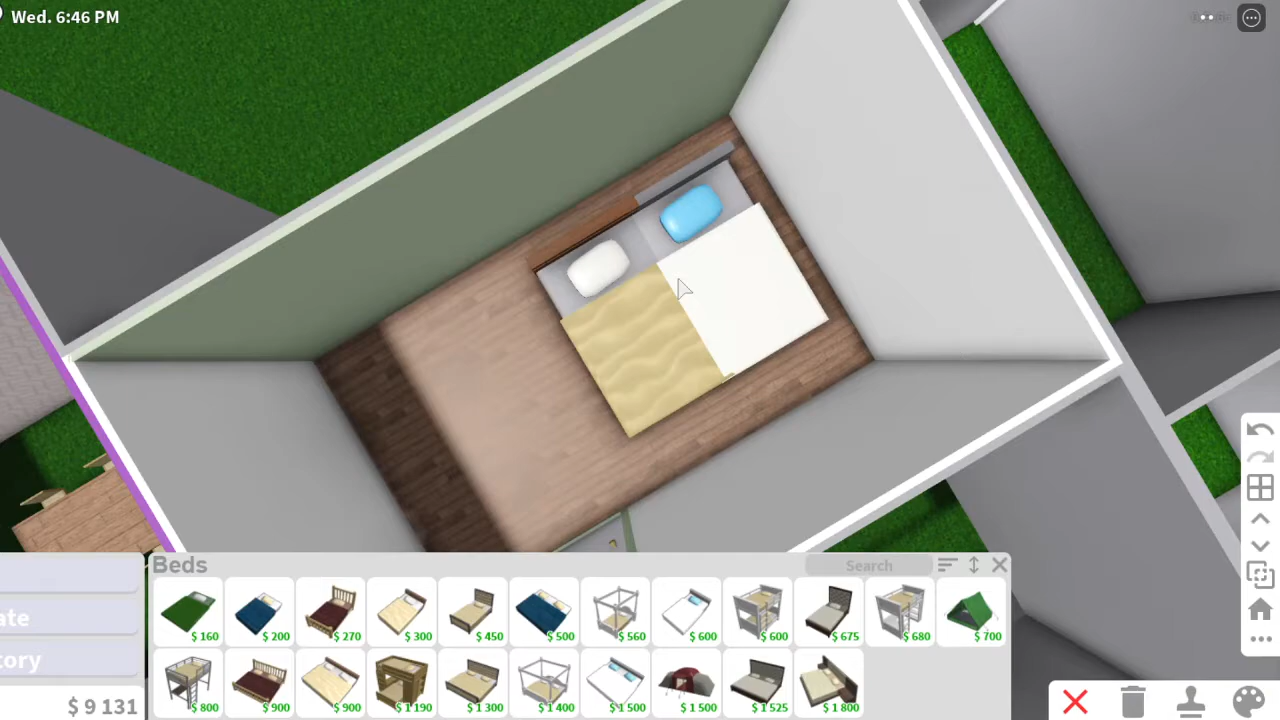 Wed. 6:46 PM
Beds
Search
$ 160
$ 200
$ 270
$ 300
$ 450
$ 500
$ 560
$ 600
$ 600
$ 675
$ 680
$ 700
$ 800
$ 900
$ 900
$ 1 190
$ 1 300
$ 1 400
$ 1 500
$ 1 500
$ 1 525
$ 1 800
ate
ory
$ 9 131